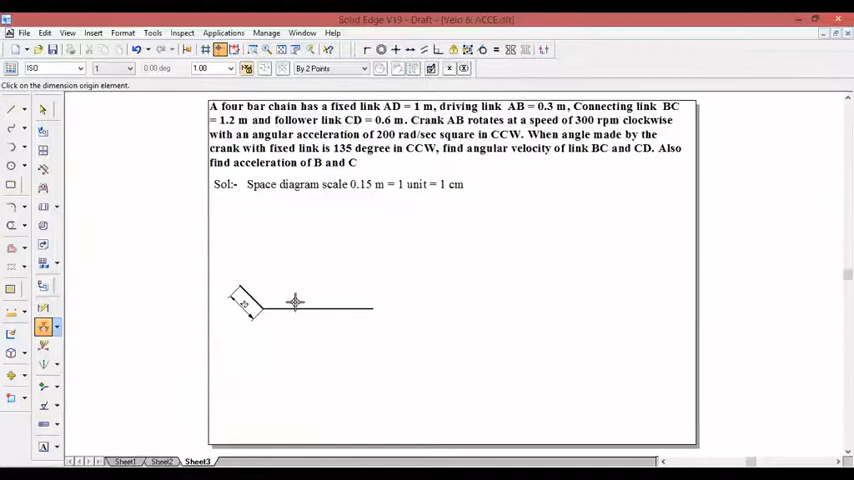 Solid Edge V19 - Draft - [Velo & ACCE.dft]
File Edit View Insert Format Tools Inspect Applications Manage Window Help
ISO 1 0.00 deg 1.00 By 2 Points
Click on the dimension origin element.
A four bar chain has a fixed link AD = 1 m, driving link AB = 0.3 m, Connecting link BC
= 1.2 m and follower link CD = 0.6 m. Crank AB rotates at a speed of 300 rpm clockwise
with an angular acceleration of 200 rad/sec square in CCW. When angle made by the
crank with fixed link is 135 degree in CCW, find angular velocity of link BC and CD. Also
find acceleration of B and C
Sol:- Space diagram scale 0.15 m = 1 unit = 1 cm
Sheet1 Sheet2 Sheet3